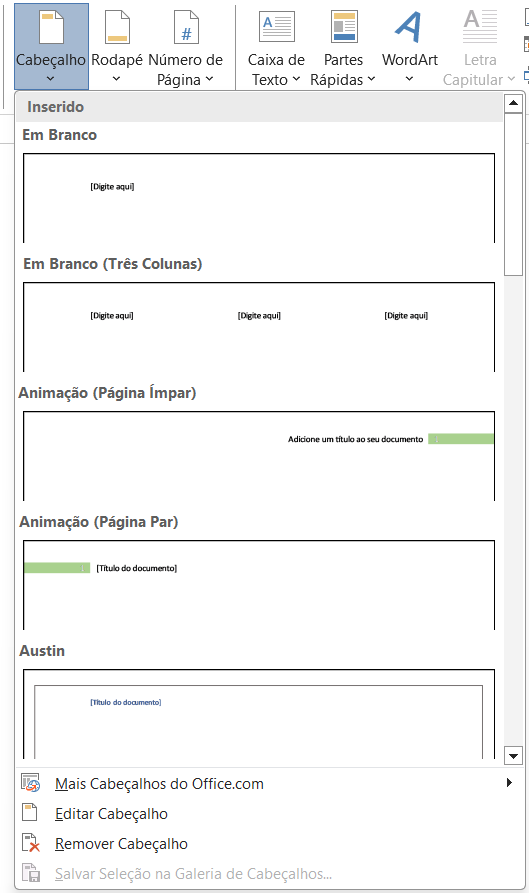 Cabeçalho Rodapé Número de Página
Caixa de Texto Partes Rápidas WordArt Letra Capitular
Inserido
Em Branco
[Digite aqui]
Em Branco (Três Colunas)
[Digite aqui] [Digite aqui] [Digite aqui]
Animação (Página Ímpar)
Adicione um título ao seu documento
Animação (Página Par)
[Título do documento]
Austin
[Título do documento]
Mais Cabeçalhos do Office.com
Editar Cabeçalho
Remover Cabeçalho
Salvar Seleção na Galeria de Cabeçalhos...